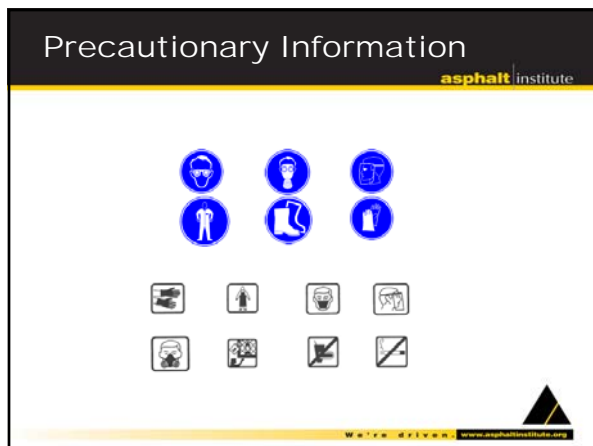 Precautionary Information
asphalt institute
We're driven. www.asphaltinstitute.org